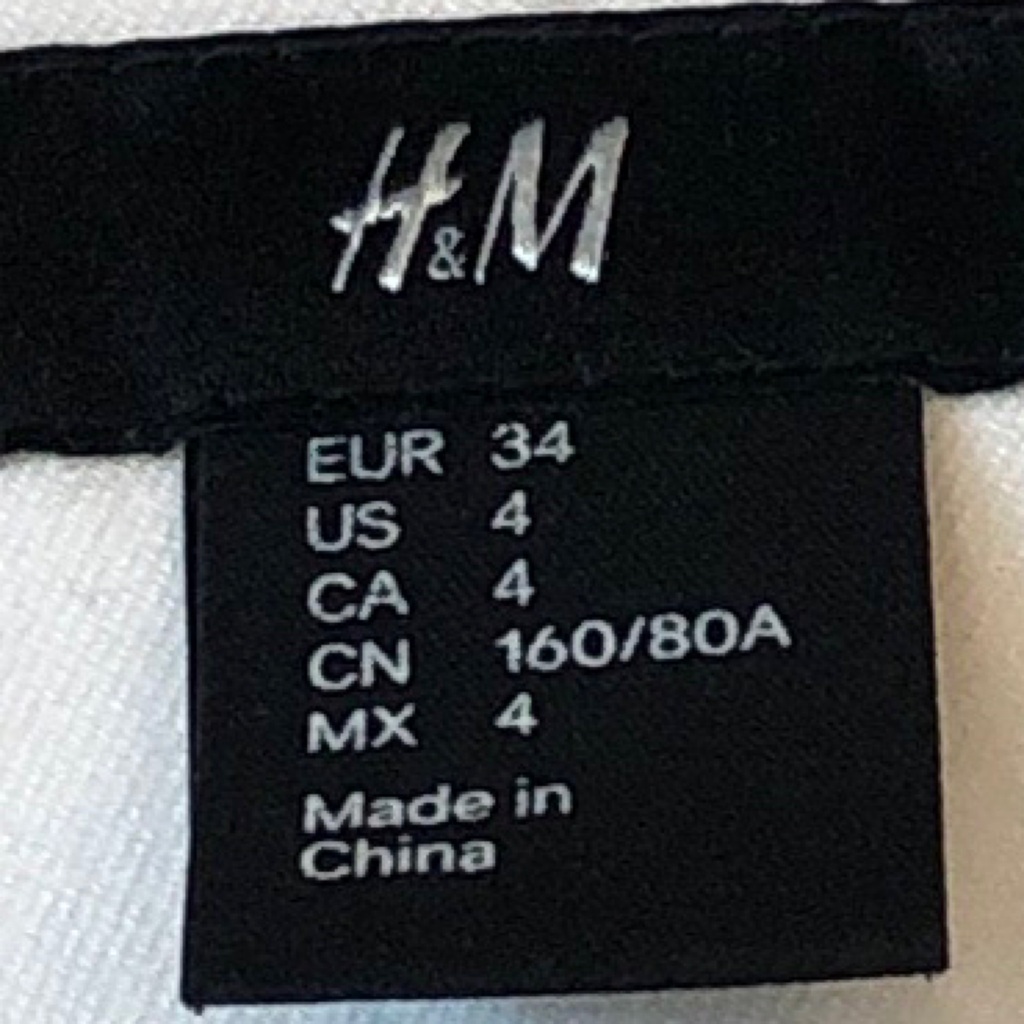 H&M
EUR 34
US 4
CA 4
CN 160/80A
MX 4
Made in
China